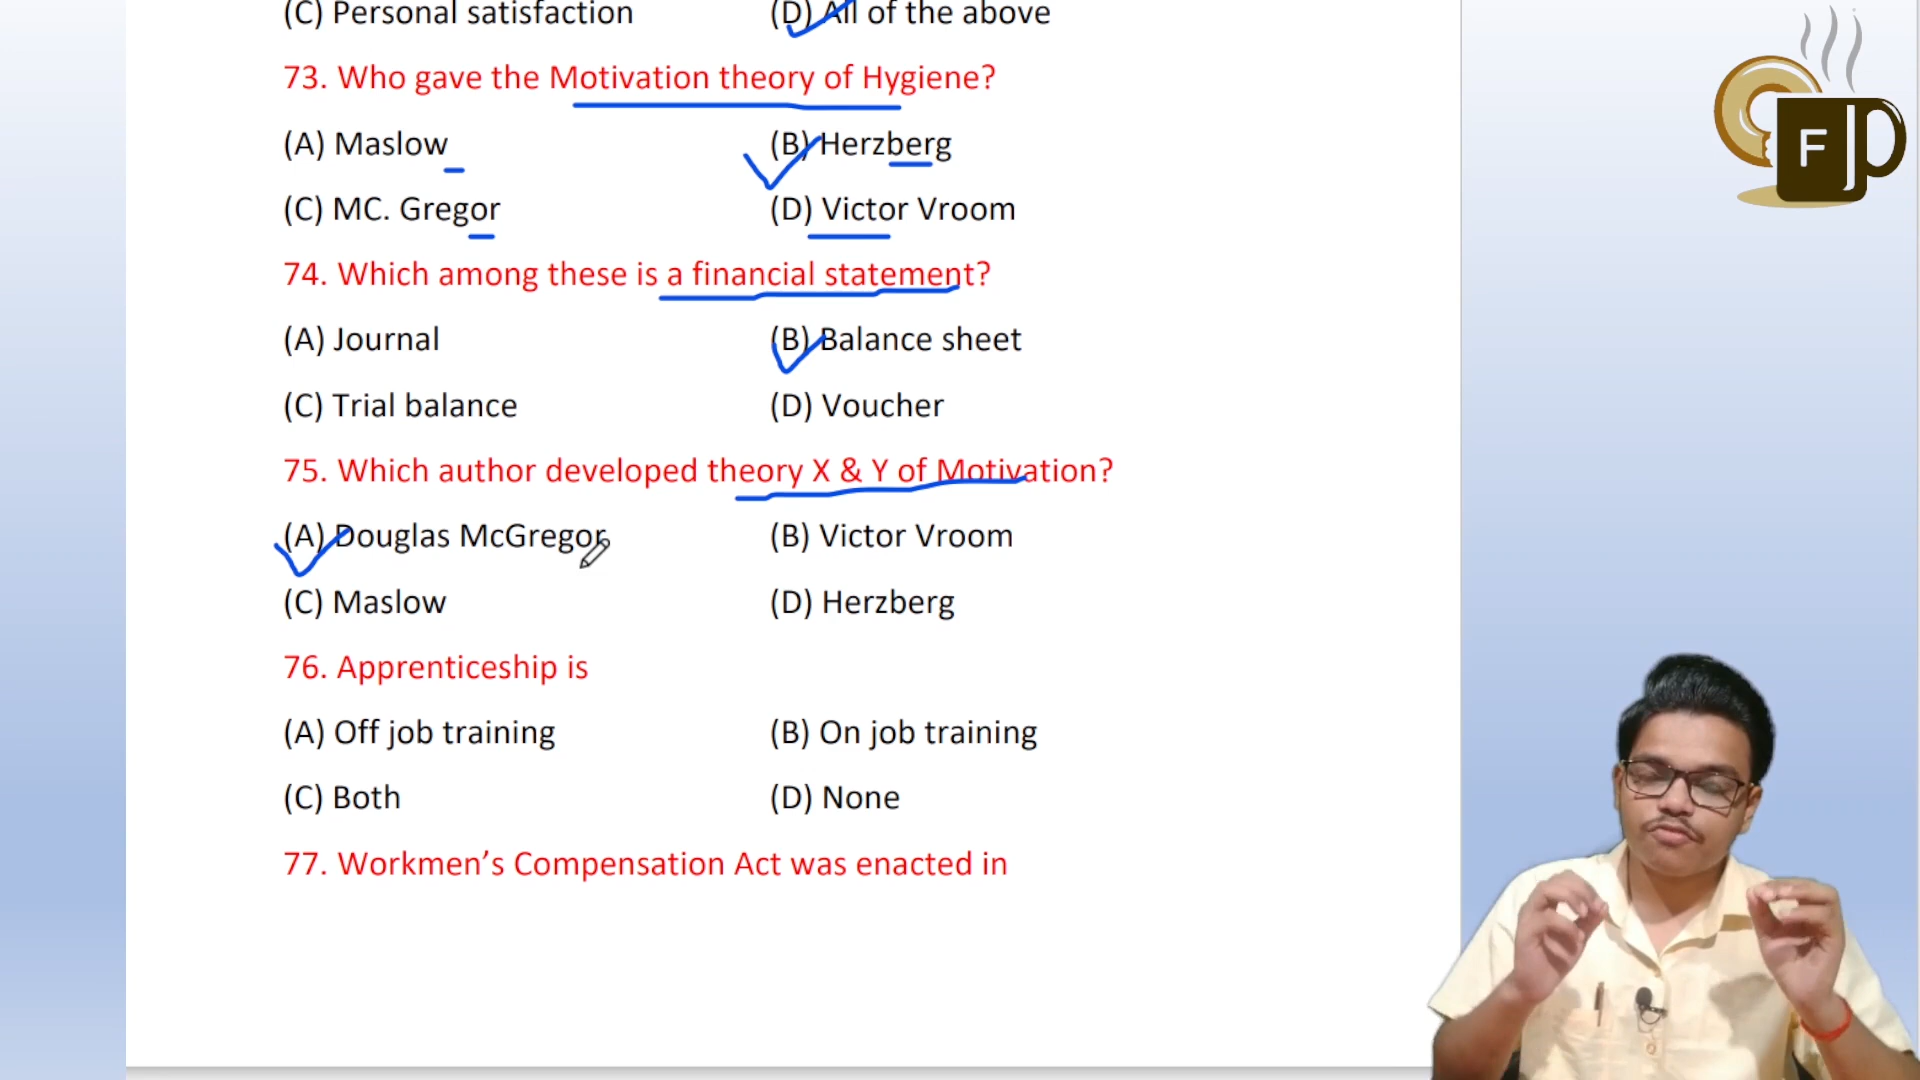 (C) Personal satisfaction (D) All of the above
73. Who gave the Motivation theory of Hygiene?
(A) Maslow (B) Herzberg
(C) MC. Gregor (D) Victor Vroom
74. Which among these is a financial statement?
(A) Journal (B) Balance sheet
(C) Trial balance (D) Voucher
75. Which author developed theory X & Y of Motivation?
(A) Douglas McGregor (B) Victor Vroom
(C) Maslow (D) Herzberg
76. Apprenticeship is
(A) Off job training (B) On job training
(C) Both (D) None
77. Workmen’s Compensation Act was enacted in
FJ